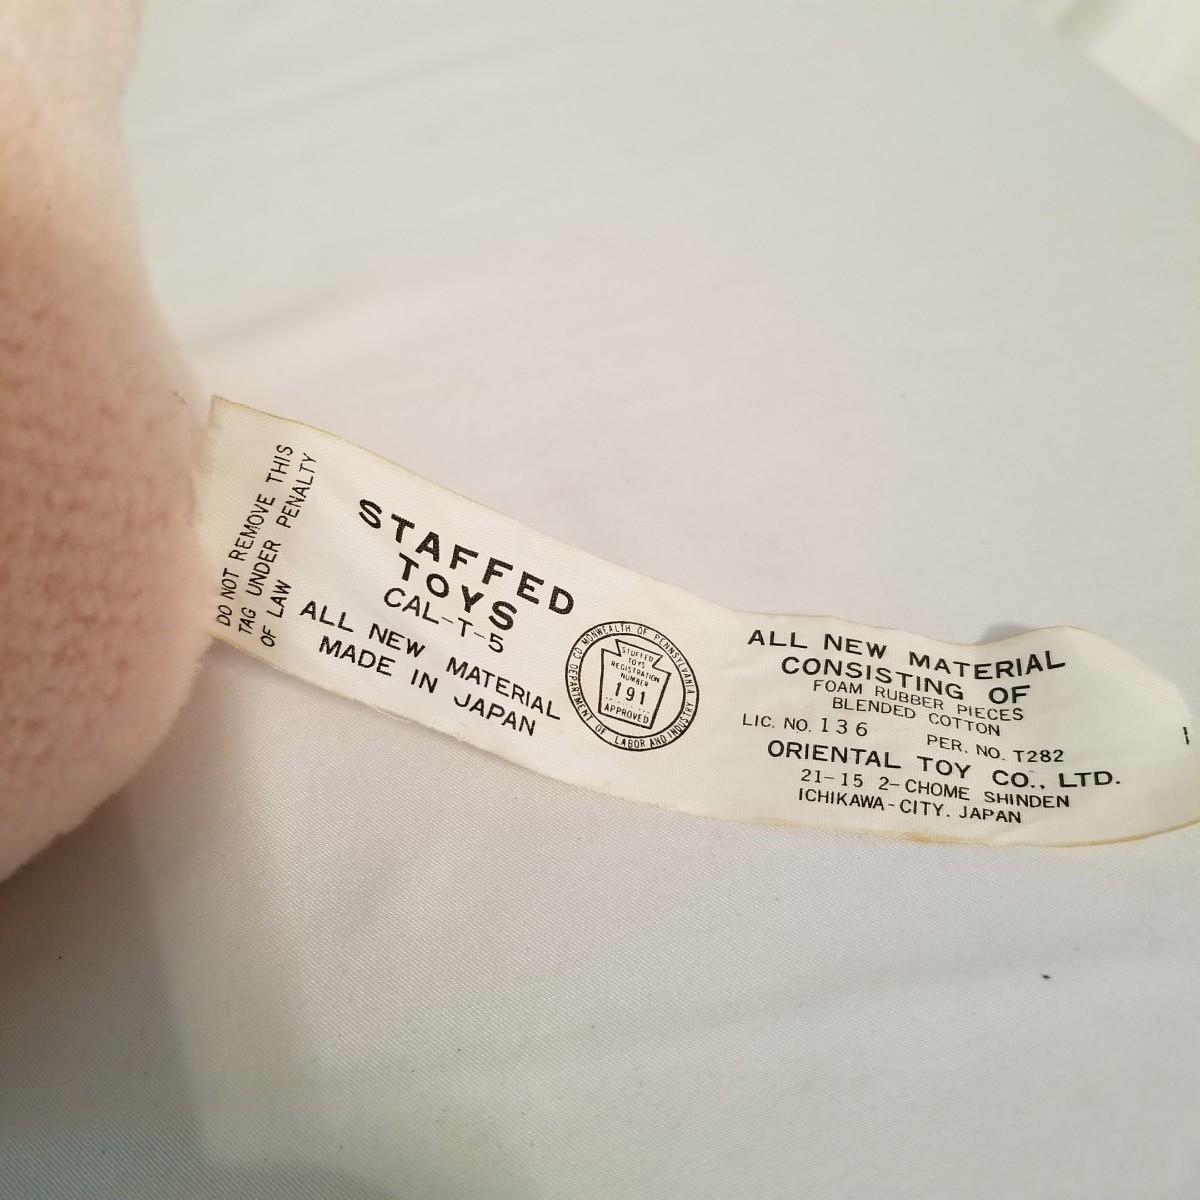 DO NOT REMOVE THIS
TAG UNDER PENALTY
OF LAW
STAFFED
TOYS
CAL-T-5
ALL NEW MATERIAL
MADE IN JAPAN
COMMONWEALTH OF PENNSYLVANIA
DEPARTMENT OF LABOR AND INDUSTRY
STUFFED
TOYS
REGISTRATION
NUMBER
191
APPROVED
ALL NEW MATERIAL
CONSISTING OF
FOAM RUBBER PIECES
BLENDED COTTON
LIC. NO. 136 PER. NO. T282
ORIENTAL TOY CO., LTD.
21-15 2-CHOME SHINDEN
ICHIKAWA-CITY. JAPAN